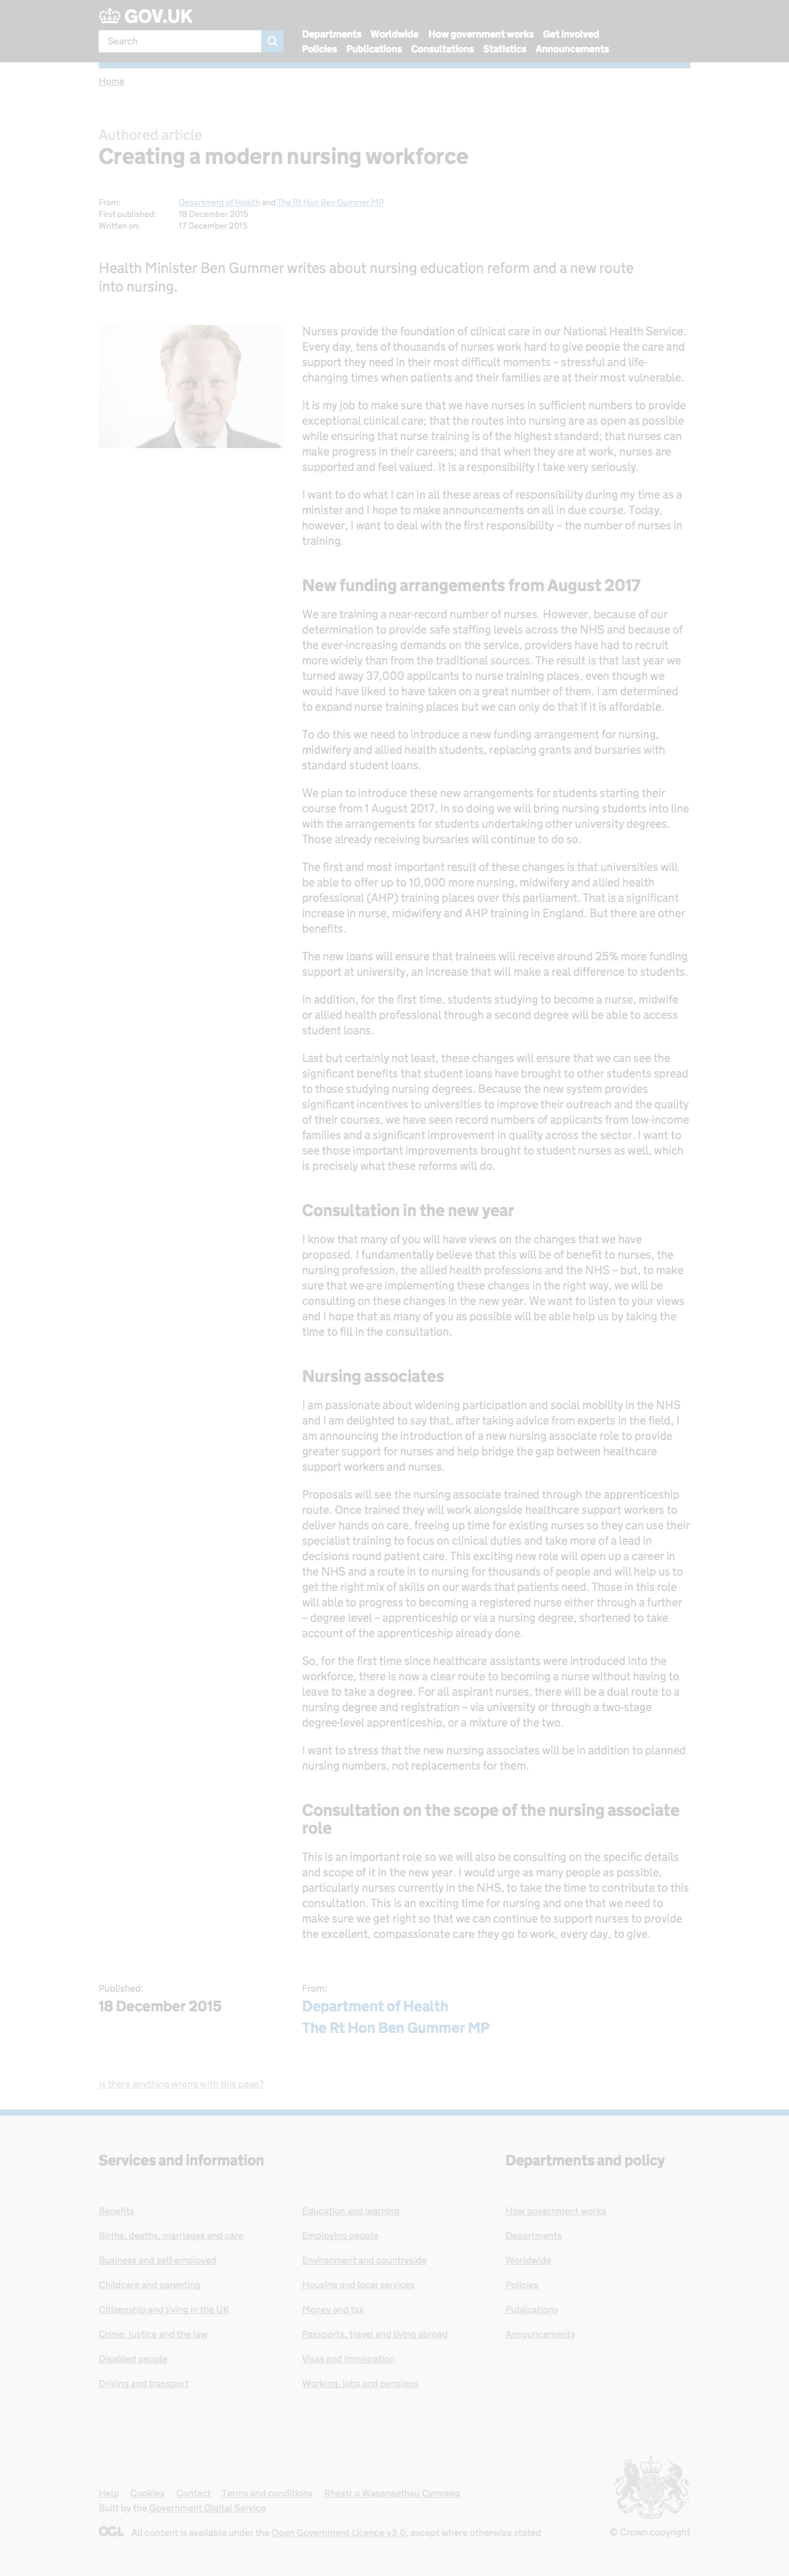 GOV.UK
Search
Departments Worldwide How government works Get involved
Policies Publications Consultations Statistics Announcements
Home
Authored article
Creating a modern nursing workforce
From: Department of Health and The Rt Hon Ben Gummer MP
First published: 18 December 2015
Written on: 17 December 2015
Health Minister Ben Gummer writes about nursing education reform and a new route
into nursing.
Nurses provide the foundation of clinical care in our National Health Service.
Every day, tens of thousands of nurses work hard to give people the care and
support they need in their most difficult moments – stressful and life-
changing times when patients and their families are at their most vulnerable.
It is my job to make sure that we have nurses in sufficient numbers to provide
exceptional clinical care; that the routes into nursing are as open as possible
while ensuring that nurse training is of the highest standard; that nurses can
make progress in their careers; and that when they are at work, nurses are
supported and feel valued. It is a responsibility I take very seriously.
I want to do what I can in all these areas of responsibility during my time as a
minister and I hope to make announcements on all in due course. Today,
however, I want to deal with the first responsibility – the number of nurses in
training.
New funding arrangements from August 2017
We are training a near-record number of nurses. However, because of our
determination to provide safe staffing levels across the NHS and because of
the ever-increasing demands on the service, providers have had to recruit
more widely than from the traditional sources. The result is that last year we
turned away 37,000 applicants to nurse training places, even though we
would have liked to have taken on a great number of them. I am determined
to expand nurse training places but we can only do that if it is affordable.
To do this we need to introduce a new funding arrangement for nursing,
midwifery and allied health students, replacing grants and bursaries with
standard student loans.
We plan to introduce these new arrangements for students starting their
course from 1 August 2017. In so doing we will bring nursing students into line
with the arrangements for students undertaking other university degrees.
Those already receiving bursaries will continue to do so.
The first and most important result of these changes is that universities will
be able to offer up to 10,000 more nursing, midwifery and allied health
professional (AHP) training places over this parliament. That is a significant
increase in nurse, midwifery and AHP training in England. But there are other
benefits.
The new loans will ensure that trainees will receive around 25% more funding
support at university, an increase that will make a real difference to students.
In addition, for the first time, students studying to become a nurse, midwife
or allied health professional through a second degree will be able to access
student loans.
Last but certainly not least, these changes will ensure that we can see the
significant benefits that student loans have brought to other students spread
to those studying nursing degrees. Because the new system provides
significant incentives to universities to improve their outreach and the quality
of their courses, we have seen record numbers of applicants from low-income
families and a significant improvement in quality across the sector. I want to
see those important improvements brought to student nurses as well, which
is precisely what these reforms will do.
Consultation in the new year
I know that many of you will have views on the changes that we have
proposed. I fundamentally believe that this will be of benefit to nurses, the
nursing profession, the allied health professions and the NHS – but, to make
sure that we are implementing these changes in the right way, we will be
consulting on these changes in the new year. We want to listen to your views
and I hope that as many of you as possible will be able help us by taking the
time to fill in the consultation.
Nursing associates
I am passionate about widening participation and social mobility in the NHS
and I am delighted to say that, after taking advice from experts in the field, I
am announcing the introduction of a new nursing associate role to provide
greater support for nurses and help bridge the gap between healthcare
support workers and nurses.
Proposals will see the nursing associate trained through the apprenticeship
route. Once trained they will work alongside healthcare support workers to
deliver hands on care, freeing up time for existing nurses so they can use their
specialist training to focus on clinical duties and take more of a lead in
decisions round patient care. This exciting new role will open up a career in
the NHS and a route in to nursing for thousands of people and will help us to
get the right mix of skills on our wards that patients need. Those in this role
will able to progress to becoming a registered nurse either through a further
– degree level – apprenticeship or via a nursing degree, shortened to take
account of the apprenticeship already done.
So, for the first time since healthcare assistants were introduced into the
workforce, there is now a clear route to becoming a nurse without having to
leave to take a degree. For all aspirant nurses, there will be a dual route to a
nursing degree and registration – via university or through a two-stage
degree-level apprenticeship, or a mixture of the two.
I want to stress that the new nursing associates will be in addition to planned
nursing numbers, not replacements for them.
Consultation on the scope of the nursing associate
role
This is an important role so we will also be consulting on the specific details
and scope of it in the new year. I would urge as many people as possible,
particularly nurses currently in the NHS, to take the time to contribute to this
consultation. This is an exciting time for nursing and one that we need to
make sure we get right so that we can continue to support nurses to provide
the excellent, compassionate care they go to work, every day, to give.
Published: From:
18 December 2015 Department of Health
The Rt Hon Ben Gummer MP
Is there anything wrong with this page?
Services and information Departments and policy
Benefits Education and learning How government works
Births, deaths, marriages and care Employing people Departments
Business and self-employed Environment and countryside Worldwide
Childcare and parenting Housing and local services Policies
Citizenship and living in the UK Money and tax Publications
Crime, justice and the law Passports, travel and living abroad Announcements
Disabled people Visas and immigration
Driving and transport Working, jobs and pensions
Help Cookies Contact Terms and conditions Rhestr o Wasanaethau Cymraeg
Built by the Government Digital Service
OGL All content is available under the Open Government Licence v3.0, except where otherwise stated
© Crown copyright